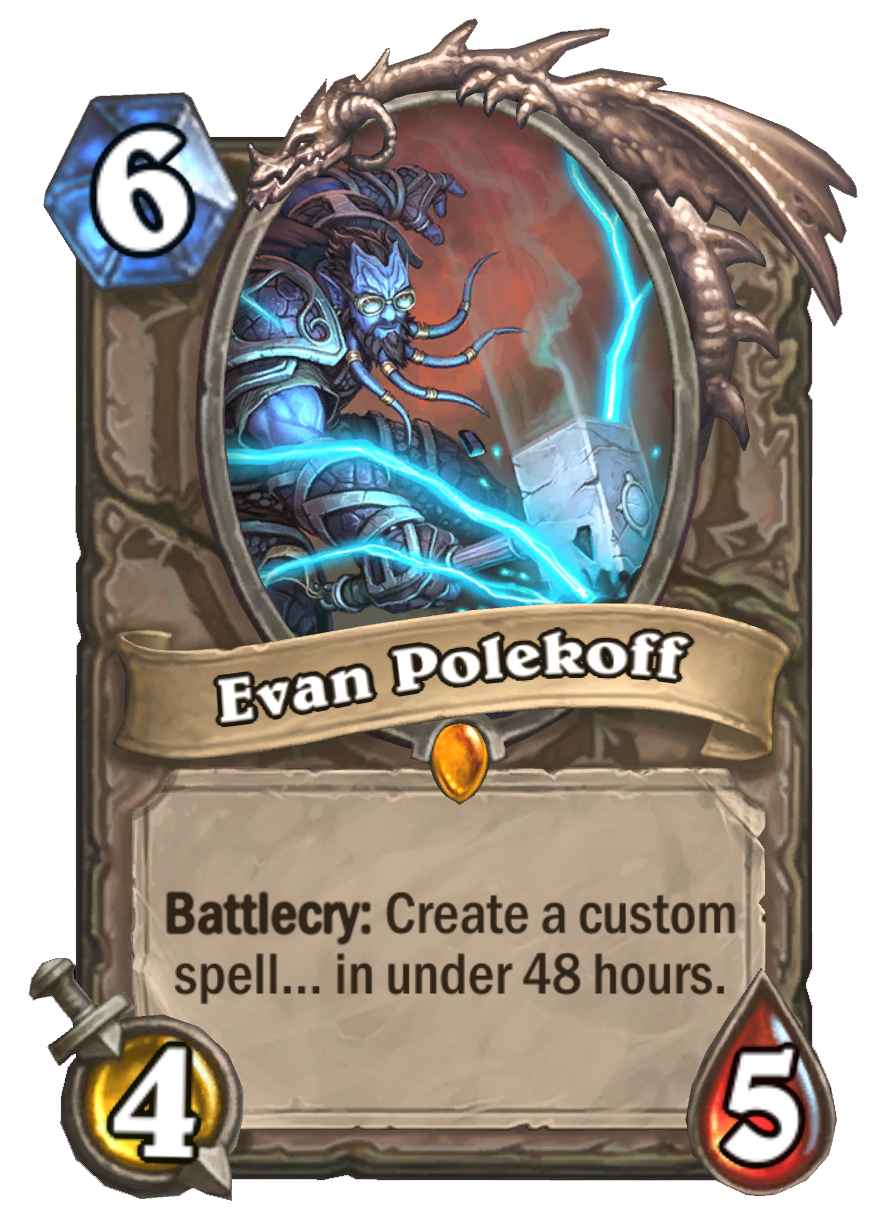 6
Evan Polekoff
Battlecry: Create a custom
spell... in under 48 hours.
4
5